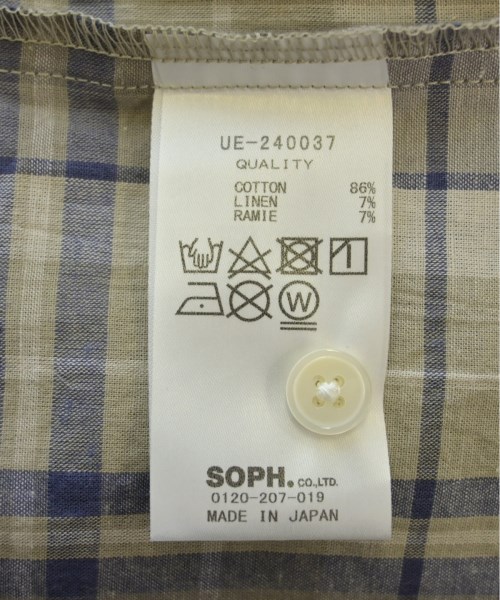 UE-240037
QUALITY
COTTON 86%
LINEN 7%
RAMIE 7%
W
SOPH. CO.,LTD.
0120-207-019
MADE IN JAPAN